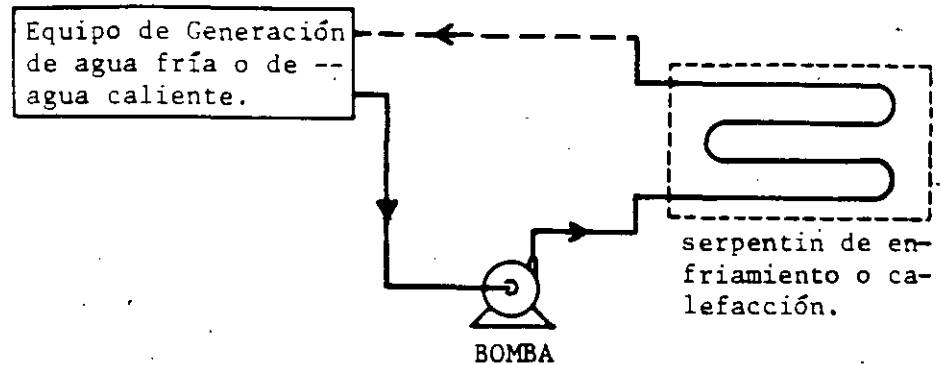 Equipo de Generación
de agua fría o de --
agua caliente.
serpentin de en-
friamiento o ca-
lefacción.
BOMBA